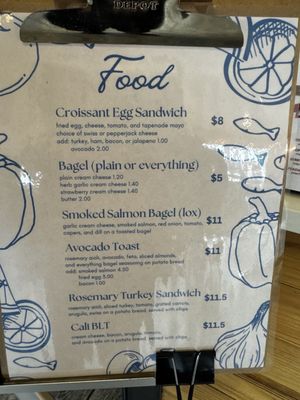 DEPOT
Food
Croissant Egg Sandwich $8
fried egg, cheese, tomato, and tapenade mayo
choice of swiss or pepperjack cheese
add: turkey, ham, bacon, or jalapeno 1.00
avocado 2.00
Bagel (plain or everything) $5
plain cream cheese 1.20
herb garlic cream cheese 1.40
strawberry cream cheese 1.40
butter 2.00
Smoked Salmon Bagel (lox) $11
garlic cream cheese, smoked salmon, red onion, tomato,
capers, and dill on a toasted bagel
Avocado Toast $11
rosemary aioli, avocado, feta, sliced almonds,
and everything bagel seasoning on potato bread
add: smoked salmon 4.50
fried egg 3.00
bacon 1.00
Rosemary Turkey Sandwich $11.5
rosemary aioli, sliced turkey, tomato, grated carrots,
arugula, swiss on a potato bread. served with chips
Cali BLT $11.5
cream cheese, bacon, arugula, tomato,
and avocado on a potato bread. served with chips